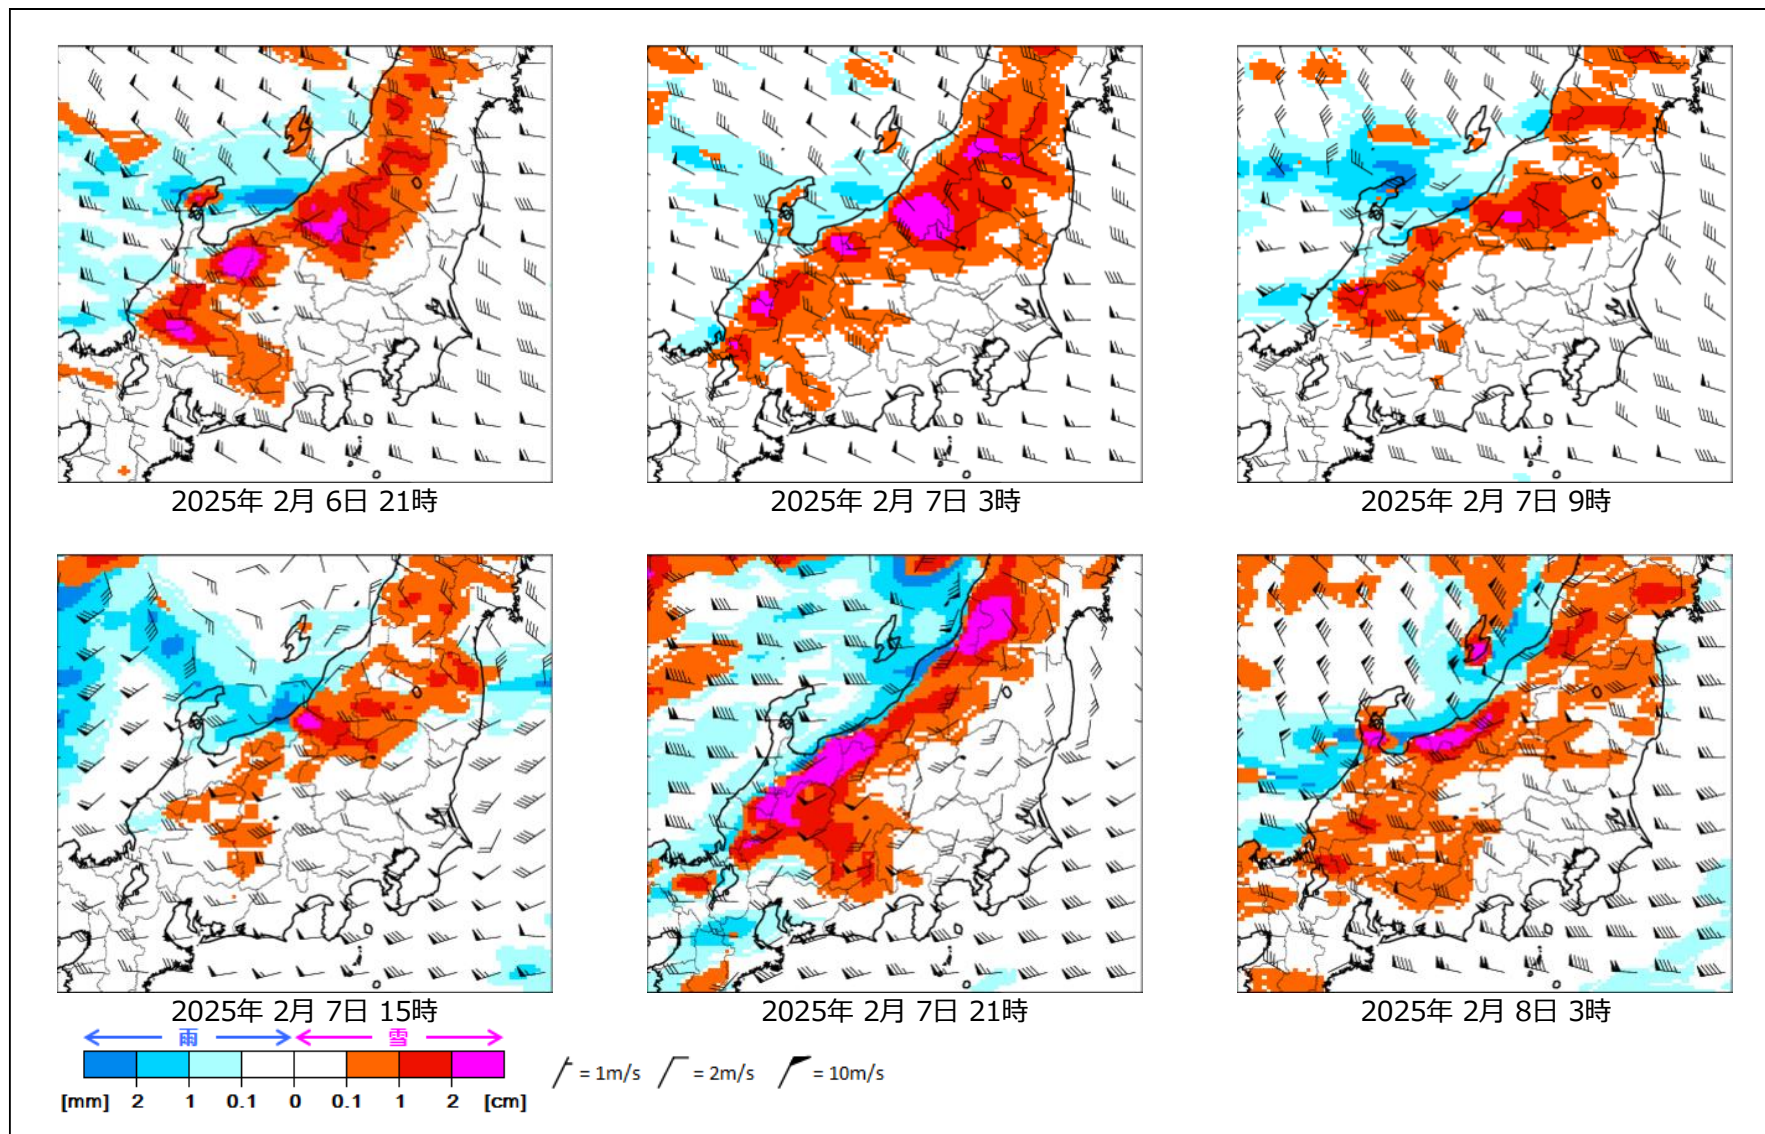 2025年 2月 6日 21時
2025年 2月 7日 3時
2025年 2月 7日 9時
2025年 2月 7日 15時
2025年 2月 7日 21時
2025年 2月 8日 3時
雨 雪
[mm] 2 1 0.1 0 0.1 1 2 [cm]
= 1m/s = 2m/s = 10m/s